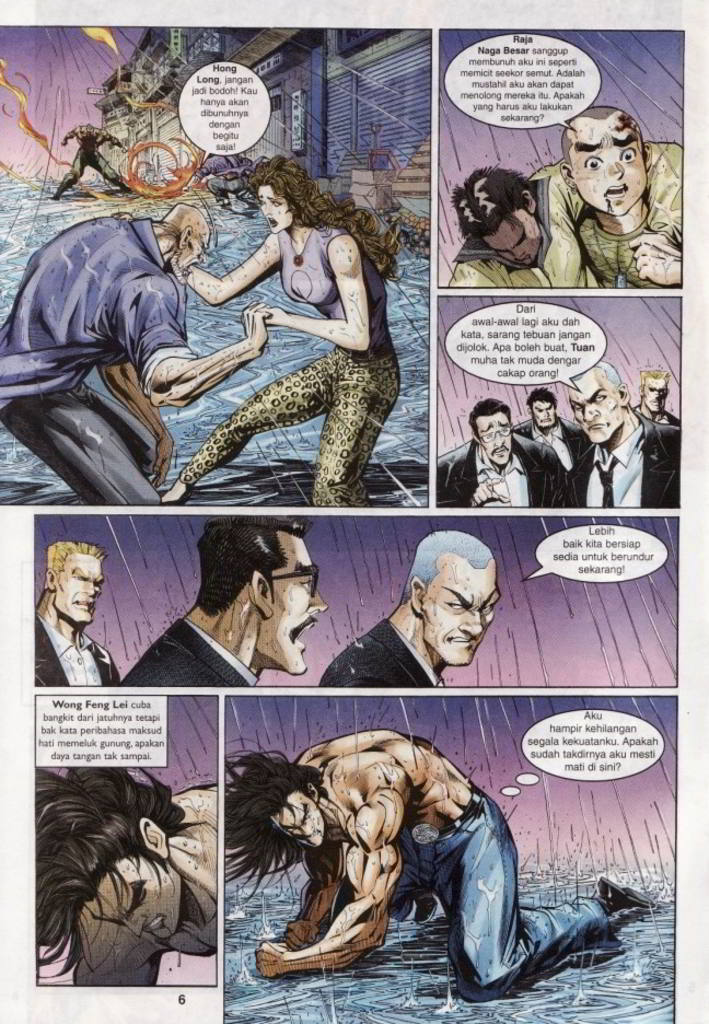 Hong
Long, jangan
jadi bodoh! Kau
hanya akan
dibunuhnya
dengan
begitu
saja!
Raja
Naga Besar sanggup
membunuh aku ini seperti
memicit seekor semut. Adalah
mustahil aku akan dapat
menolong mereka itu. Apakah
yang harus aku lakukan
sekarang?
Dari
awal-awal lagi aku dah
kata, sarang tebuan jangan
dijolok. Apa boleh buat, Tuan
muha tak muda dengar
cakap orang!
Lebih
baik kita bersiap
sedia untuk berundur
sekarang!
Wong Feng Lei cuba
bangkit dari jatuhnya tetapi
bak kata peribahasa maksud
hati memeluk gunung, apakan
daya tangan tak sampai.
Aku
hampir kehilangan
segala kekuatanku. Apakah
sudah takdirnya aku mesti
mati di sini?
6